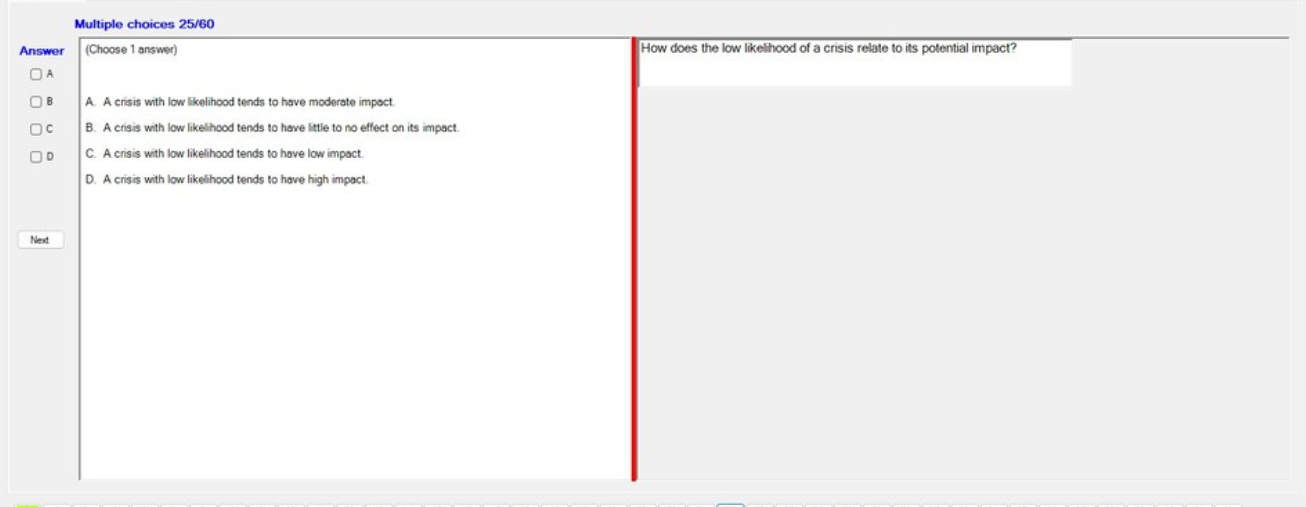 Multiple choices 25/60
Answer
(Choose 1 answer)
How does the low likelihood of a crisis relate to its potential impact?
A
B
C
D
A. A crisis with low likelihood tends to have moderate impact.
B. A crisis with low likelihood tends to have little to no effect on its impact.
C. A crisis with low likelihood tends to have low impact.
D. A crisis with low likelihood tends to have high impact.
Next